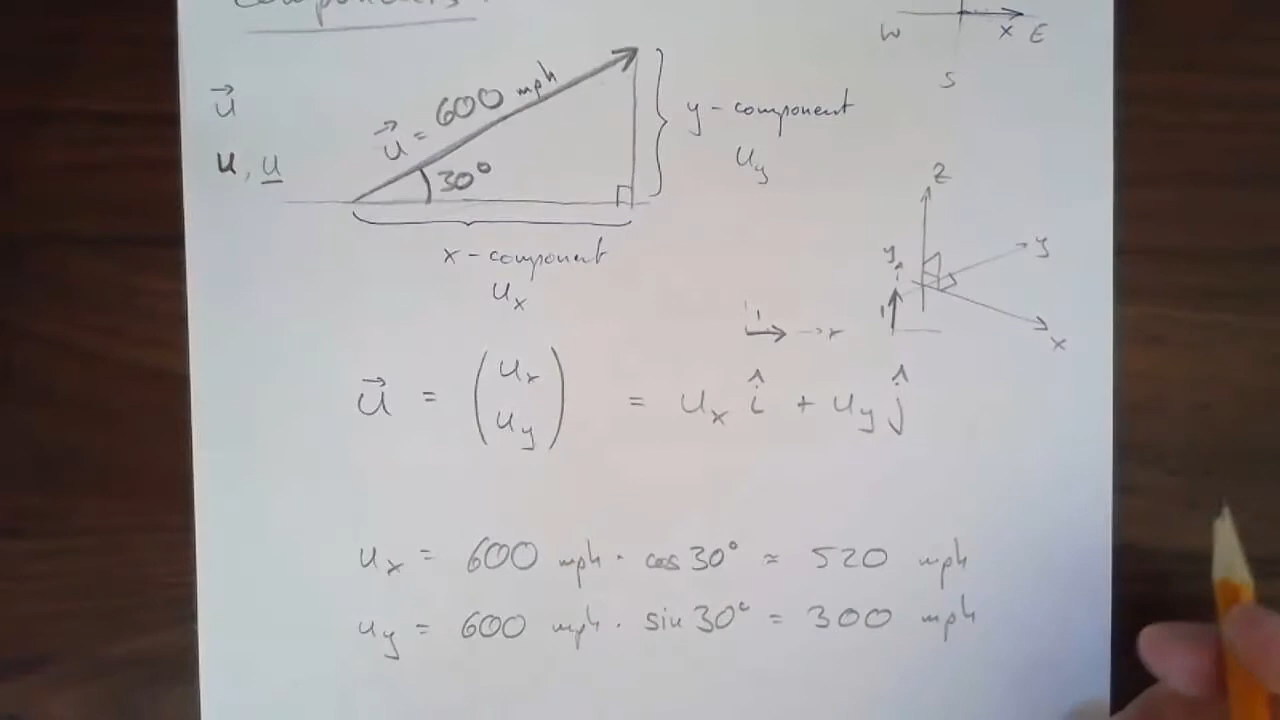 components.
W x E
S
u⃗
u, u
u⃗ = 600 mph
30°
y - component
u_y
x - component
u_x
z
y
x
y
→ x
u⃗ = (u_x u_y) = u_x î + u_y ĵ
u_x = 600 mph · cos 30° ≈ 520 mph
u_y = 600 mph · sin 30° = 300 mph